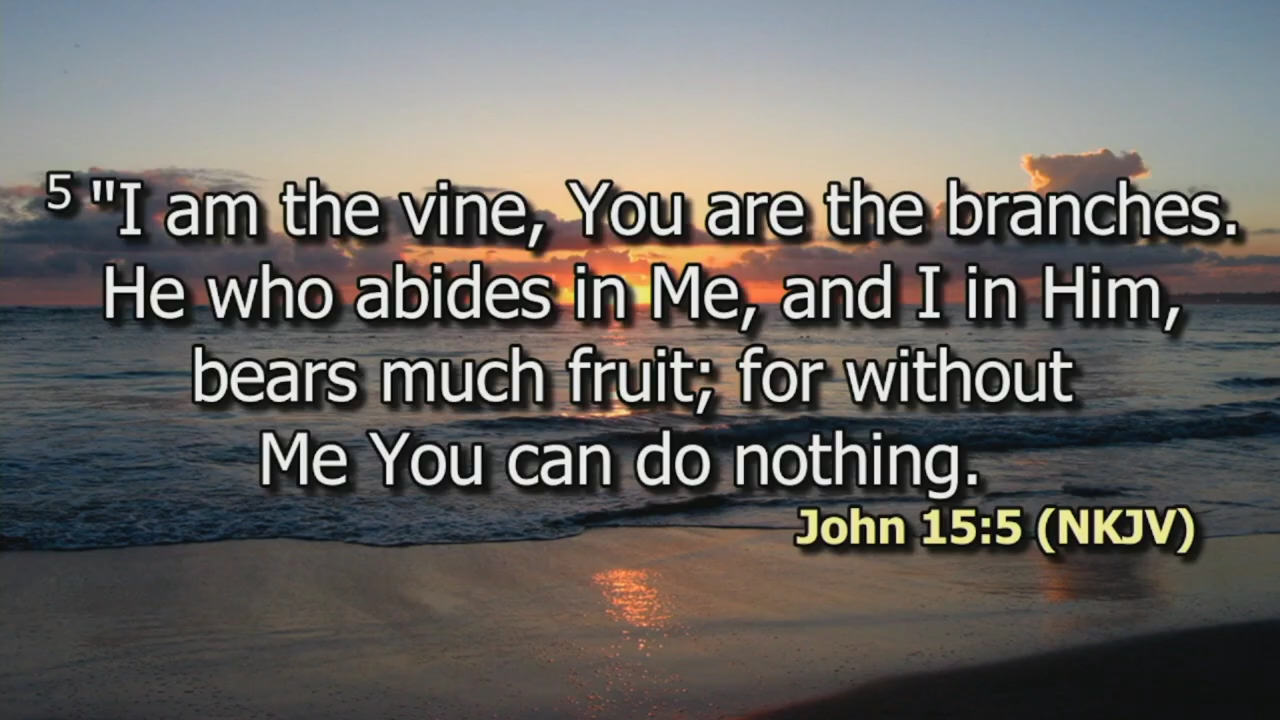 5 "I am the vine, You are the branches.
He who abides in Me, and I in Him,
bears much fruit; for without
Me You can do nothing.
John 15:5 (NKJV)